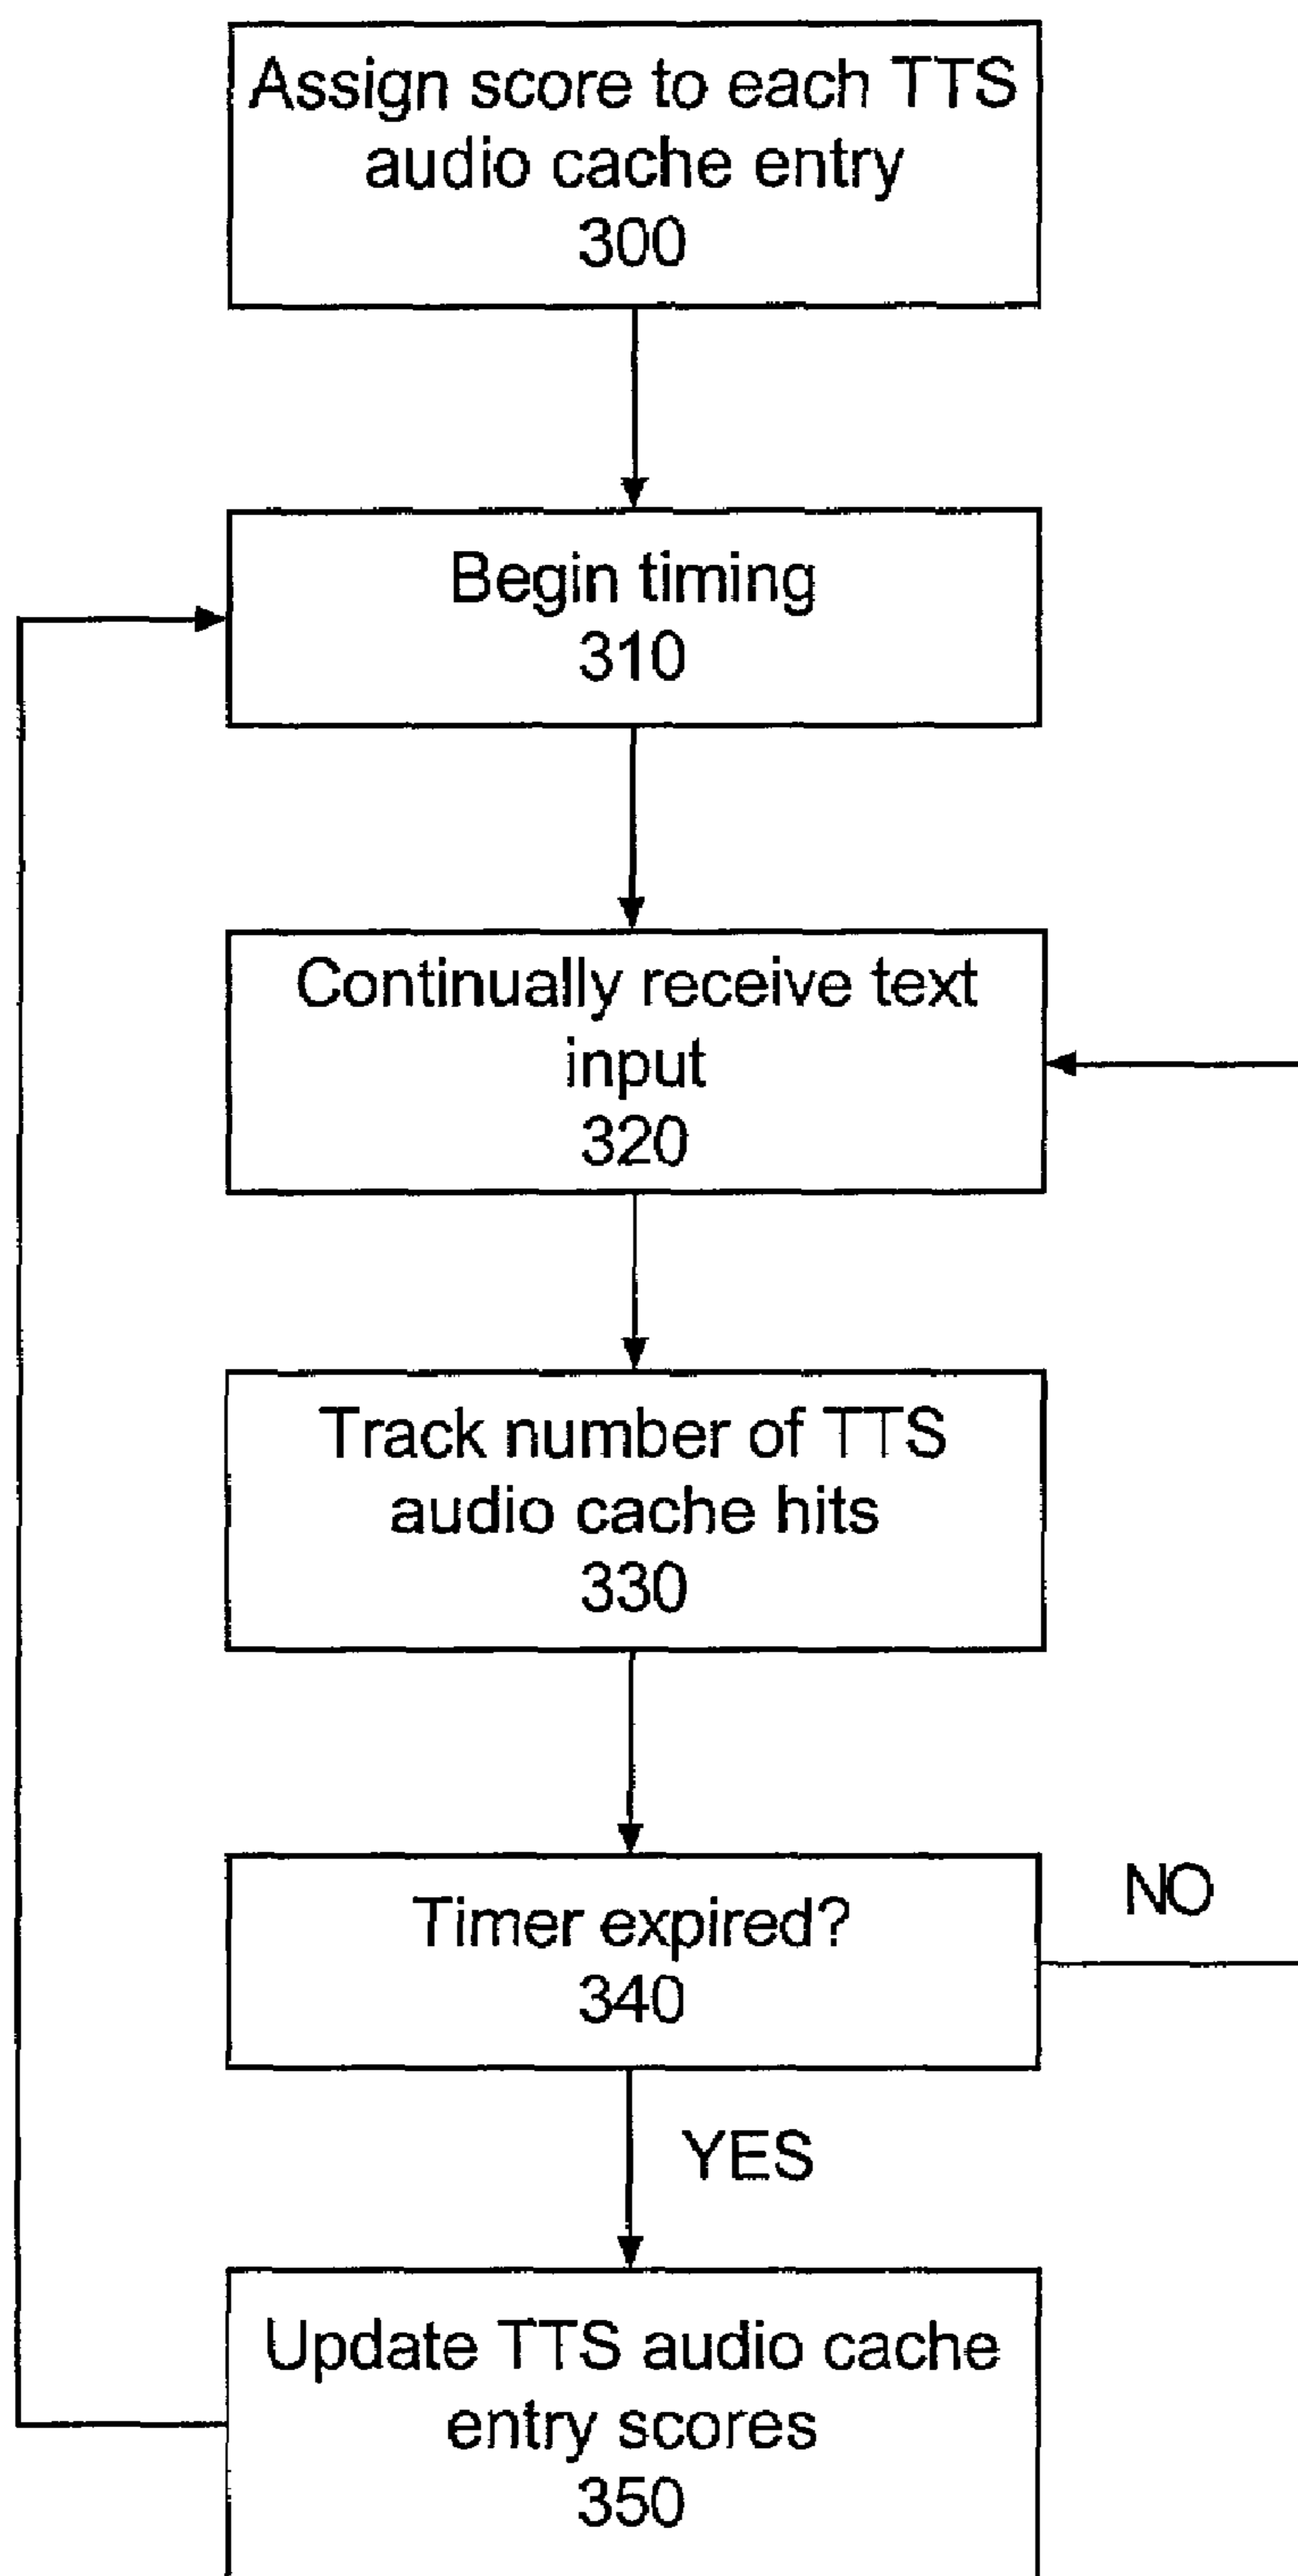 Assign score to each TTS
audio cache entry
300
Begin timing
310
Continually receive text
input
320
Track number of TTS
audio cache hits
330
Timer expired?
340
NO
YES
Update TTS audio cache
entry scores
350